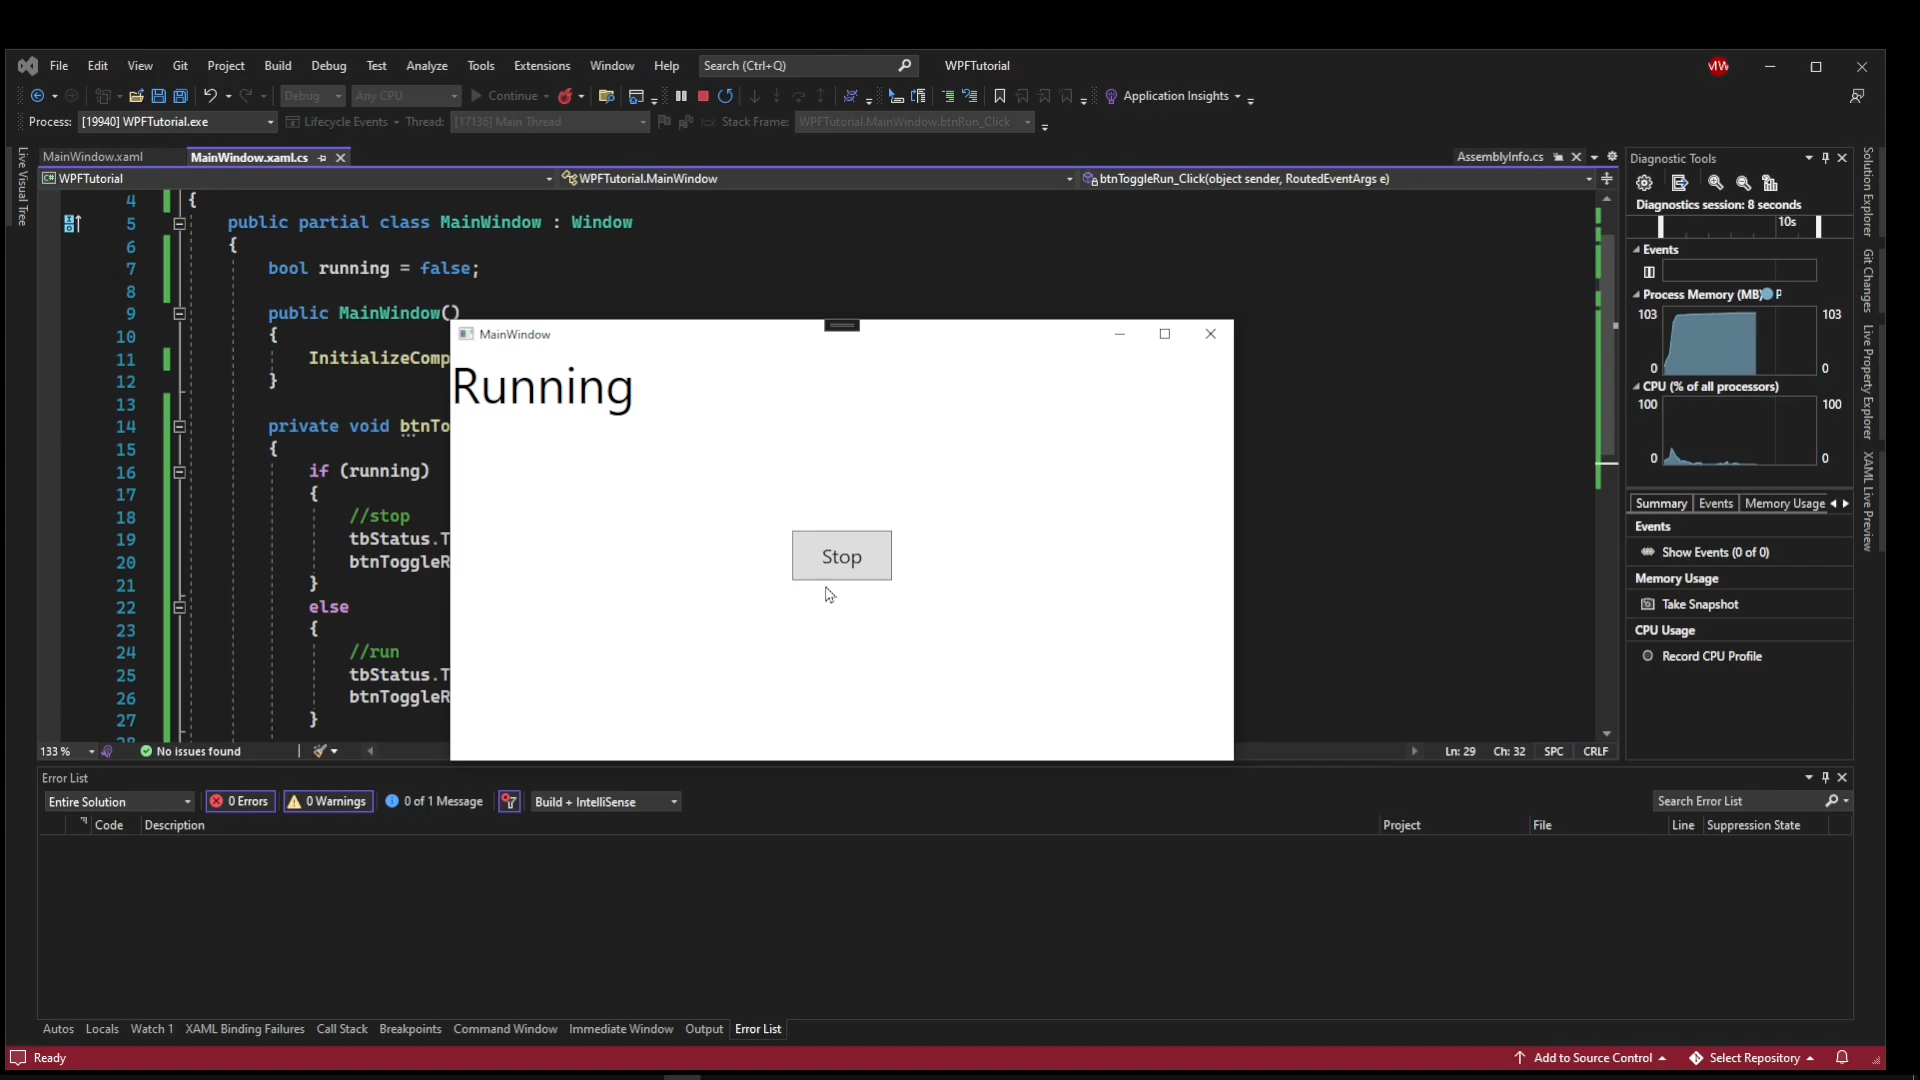 File Edit View Git Project Build Debug Test Analyze Tools Extensions Window Help Search (Ctrl+Q) WPFTutorial
Debug Any CPU Continue Application Insights
Process: [19940] WPFTutorial.exe Lifecycle Events Thread: [17136] Main Thread Stack Frame: WPFTutorial.MainWindow.btnRun_Click
Live Visual Tree
MainWindow.xaml MainWindow.xaml.cs AssemblyInfo.cs
C# WPFTutorial WPFTutorial.MainWindow btnToggleRun_Click(object sender, RoutedEventArgs e)
4 {
5 public partial class MainWindow : Window
6 {
7 bool running = false;
8
9 public MainWindow()
10 {
11 InitializeComp
12 }
13
14 private void btnTo
15 {
16 if (running)
17 {
18 //stop
19 tbStatus.T
20 btnToggleR
21 }
22 else
23 {
24 //run
25 tbStatus.T
26 btnToggleR
27 }
28
MainWindow
Running
Stop
133 % No issues found Ln: 29 Ch: 32 SPC CRLF
Diagnostic Tools
Diagnostics session: 8 seconds
10s
Events
Process Memory (MB) P
103 103
0 0
CPU (% of all processors)
100 100
0 0
Summary Events Memory Usage
Events
Show Events (0 of 0)
Memory Usage
Take Snapshot
CPU Usage
Record CPU Profile
Solution Explorer
Git Changes
Live Property Explorer
XAML Live Preview
Error List
Entire Solution 0 Errors 0 Warnings 0 of 1 Message Build + IntelliSense Search Error List
Code Description Project File Line Suppression State
Autos Locals Watch 1 XAML Binding Failures Call Stack Breakpoints Command Window Immediate Window Output Error List
Ready Add to Source Control Select Repository